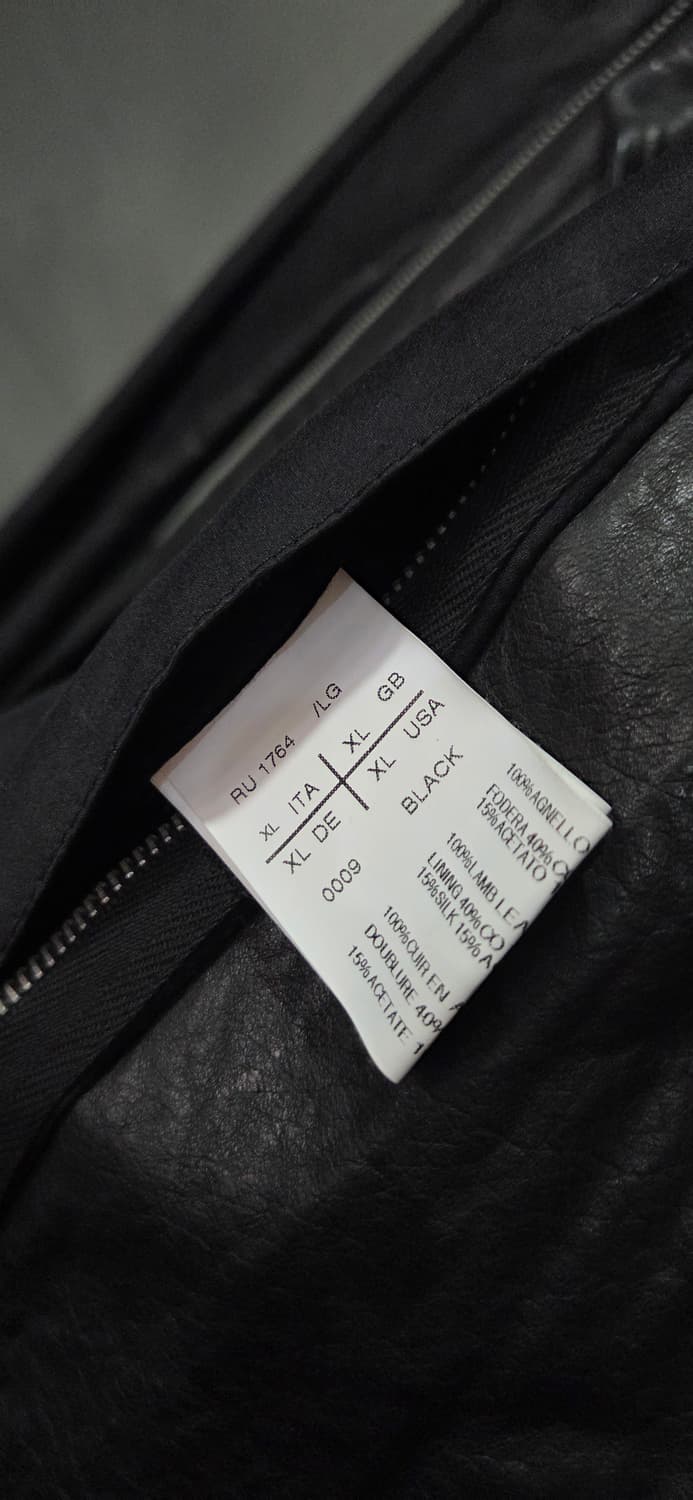 RU 1764 /LG
XL ITA XL GB
XL DE XL USA
0009 BLACK
100%AGNELLO
FODERA 40%
15%ACETATO
100%LAMB
LINING 40%CO
15%SILK 15%A
100%CUIR EN
DOUBLURE 40%
15%ACETATE